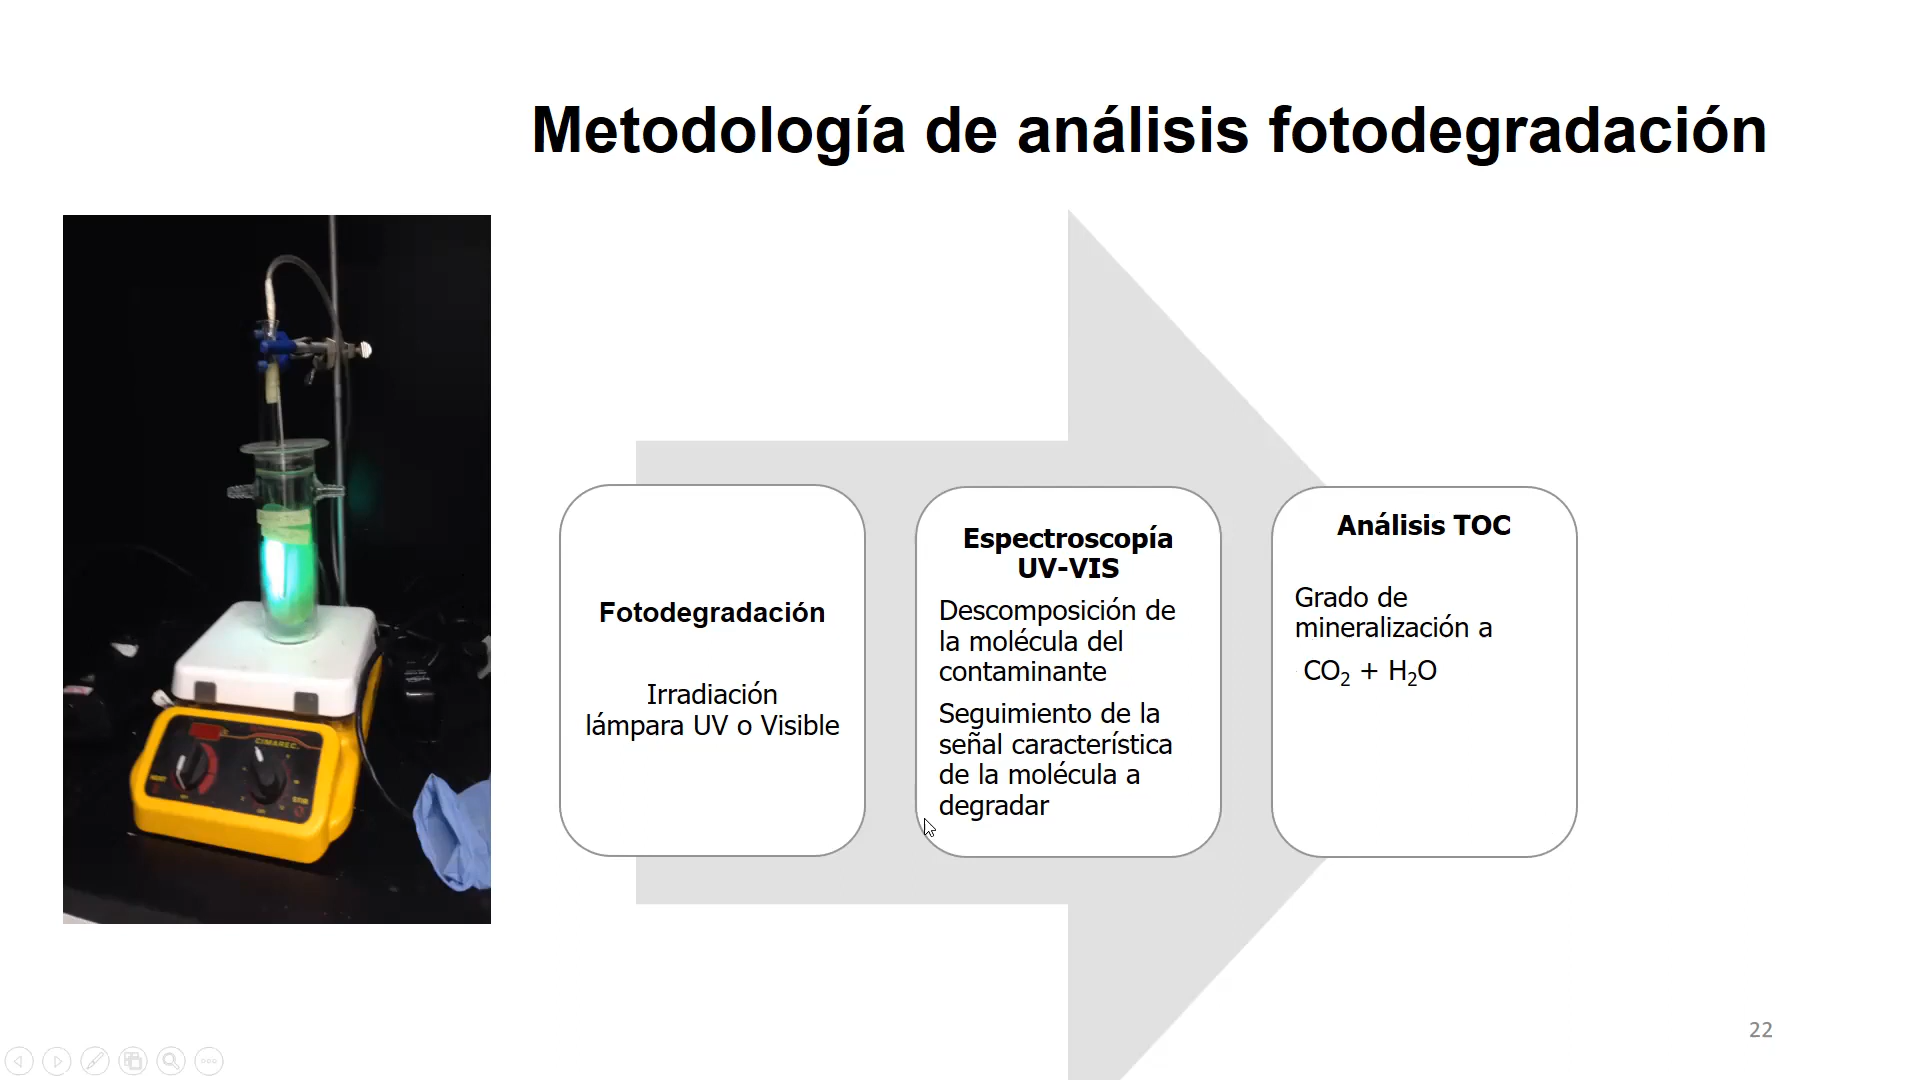 Metodología de análisis fotodegradación
CIMAREC
Fotodegradación
Irradiación
lámpara UV o Visible
Espectroscopía
UV-VIS
Descomposición de
la molécula del
contaminante
Seguimiento de la
señal característica
de la molécula a
degradar
Análisis TOC
Grado de
mineralización a
CO₂ + H₂O
22